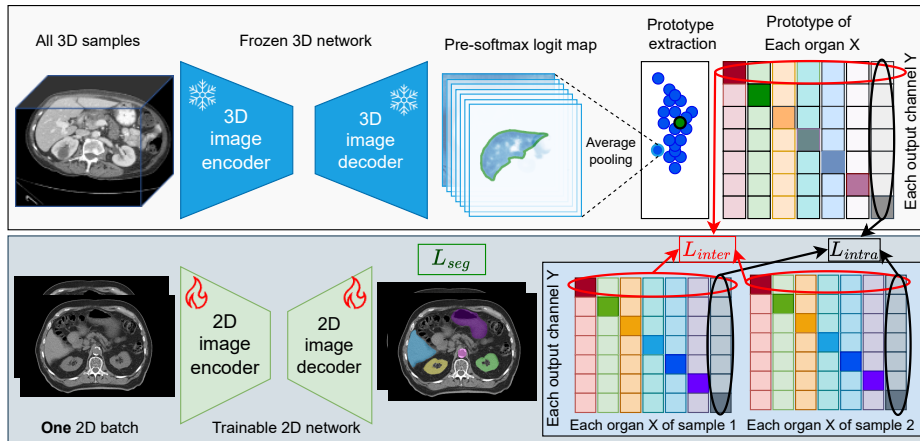 All 3D samples
Frozen 3D network
Pre-softmax logit map
Prototype
extraction
Prototype of
Each organ X
3D
image
encoder
3D
image
decoder
Average
pooling
Each output channel Y
L_seg
L_inter
L_intra
2D
image
encoder
2D
image
decoder
Each output channel Y
One 2D batch
Trainable 2D network
Each organ X of sample 1
Each organ X of sample 2